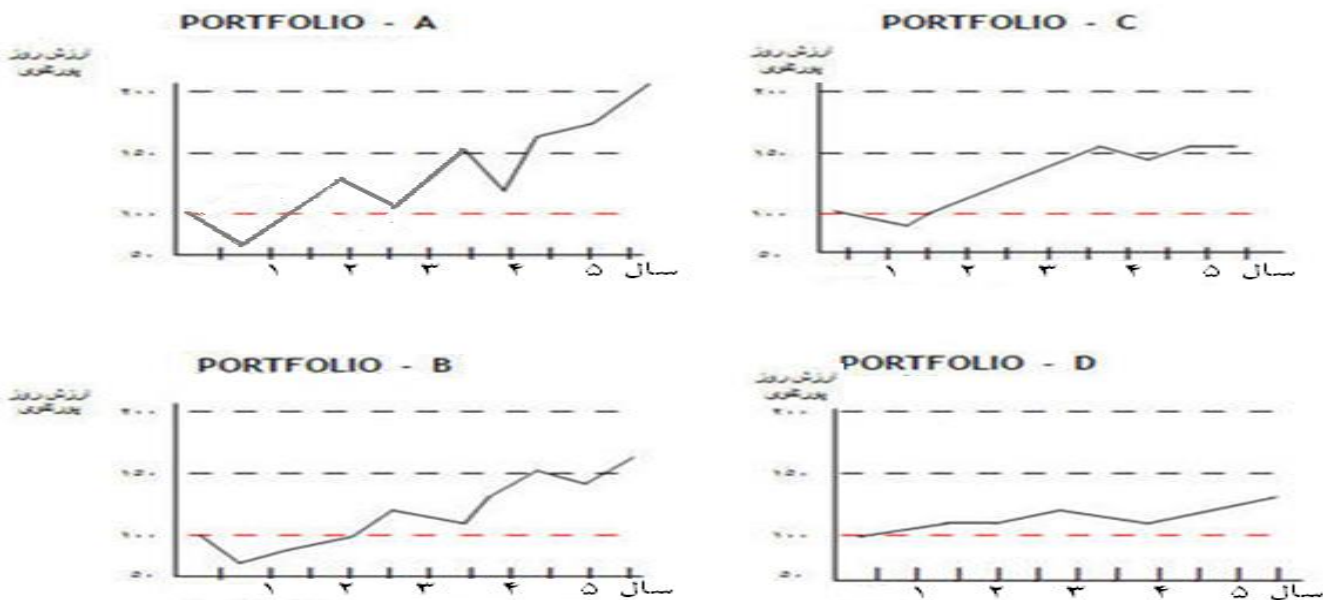 PORTFOLIO - A
ارزش روز
پورتفوی
۲۰۰
۱۵۰
۱۰۰
۵۰
۱ ۲ ۳ ۴ ۵ سال
PORTFOLIO - C
ارزش روز
پورتفوی
۲۰۰
۱۵۰
۱۰۰
۵۰
۱ ۲ ۳ ۴ ۵ سال
PORTFOLIO - B
ارزش روز
پورتفوی
۲۰۰
۱۵۰
۱۰۰
۵۰
۱ ۲ ۳ ۴ ۵ سال
PORTFOLIO - D
ارزش روز
پورتفوی
۲۰۰
۱۵۰
۱۰۰
۵۰
۱ ۲ ۳ ۴ ۵ سال